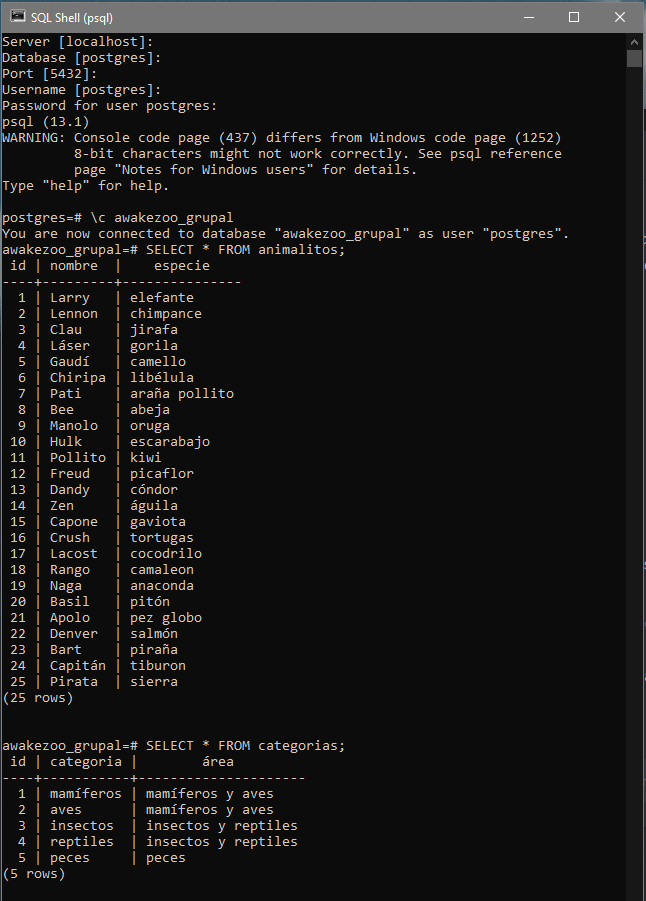 SQL Shell (psql)
Server [localhost]:
Database [postgres]:
Port [5432]:
Username [postgres]:
Password for user postgres:
psql (13.1)
WARNING: Console code page (437) differs from Windows code page (1252)
         8-bit characters might not work correctly. See psql reference
         page "Notes for Windows users" for details.
Type "help" for help.

postgres=# \c awakezoo_grupal
You are now connected to database "awakezoo_grupal" as user "postgres".
awakezoo_grupal=# SELECT * FROM animalitos;
 id | nombre  |    especie
----+---------+---------------
  1 | Larry   | elefante
  2 | Lennon  | chimpance
  3 | Clau    | jirafa
  4 | Láser   | gorila
  5 | Gaudí   | camello
  6 | Chiripa | libélula
  7 | Pati    | araña pollito
  8 | Bee     | abeja
  9 | Manolo  | oruga
 10 | Hulk    | escarabajo
 11 | Pollito | kiwi
 12 | Freud   | picaflor
 13 | Dandy   | cóndor
 14 | Zen     | águila
 15 | Capone  | gaviota
 16 | Crush   | tortugas
 17 | Lacost  | cocodrilo
 18 | Rango   | camaleon
 19 | Naga    | anaconda
 20 | Basil   | pitón
 21 | Apolo   | pez globo
 22 | Denver  | salmón
 23 | Bart    | piraña
 24 | Capitán | tiburon
 25 | Pirata  | sierra
(25 rows)

awakezoo_grupal=# SELECT * FROM categorias;
 id | categoria |        área
----+-----------+---------------------
  1 | mamíferos | mamíferos y aves
  2 | aves      | mamíferos y aves
  3 | insectos  | insectos y reptiles
  4 | reptiles  | insectos y reptiles
  5 | peces     | peces
(5 rows)